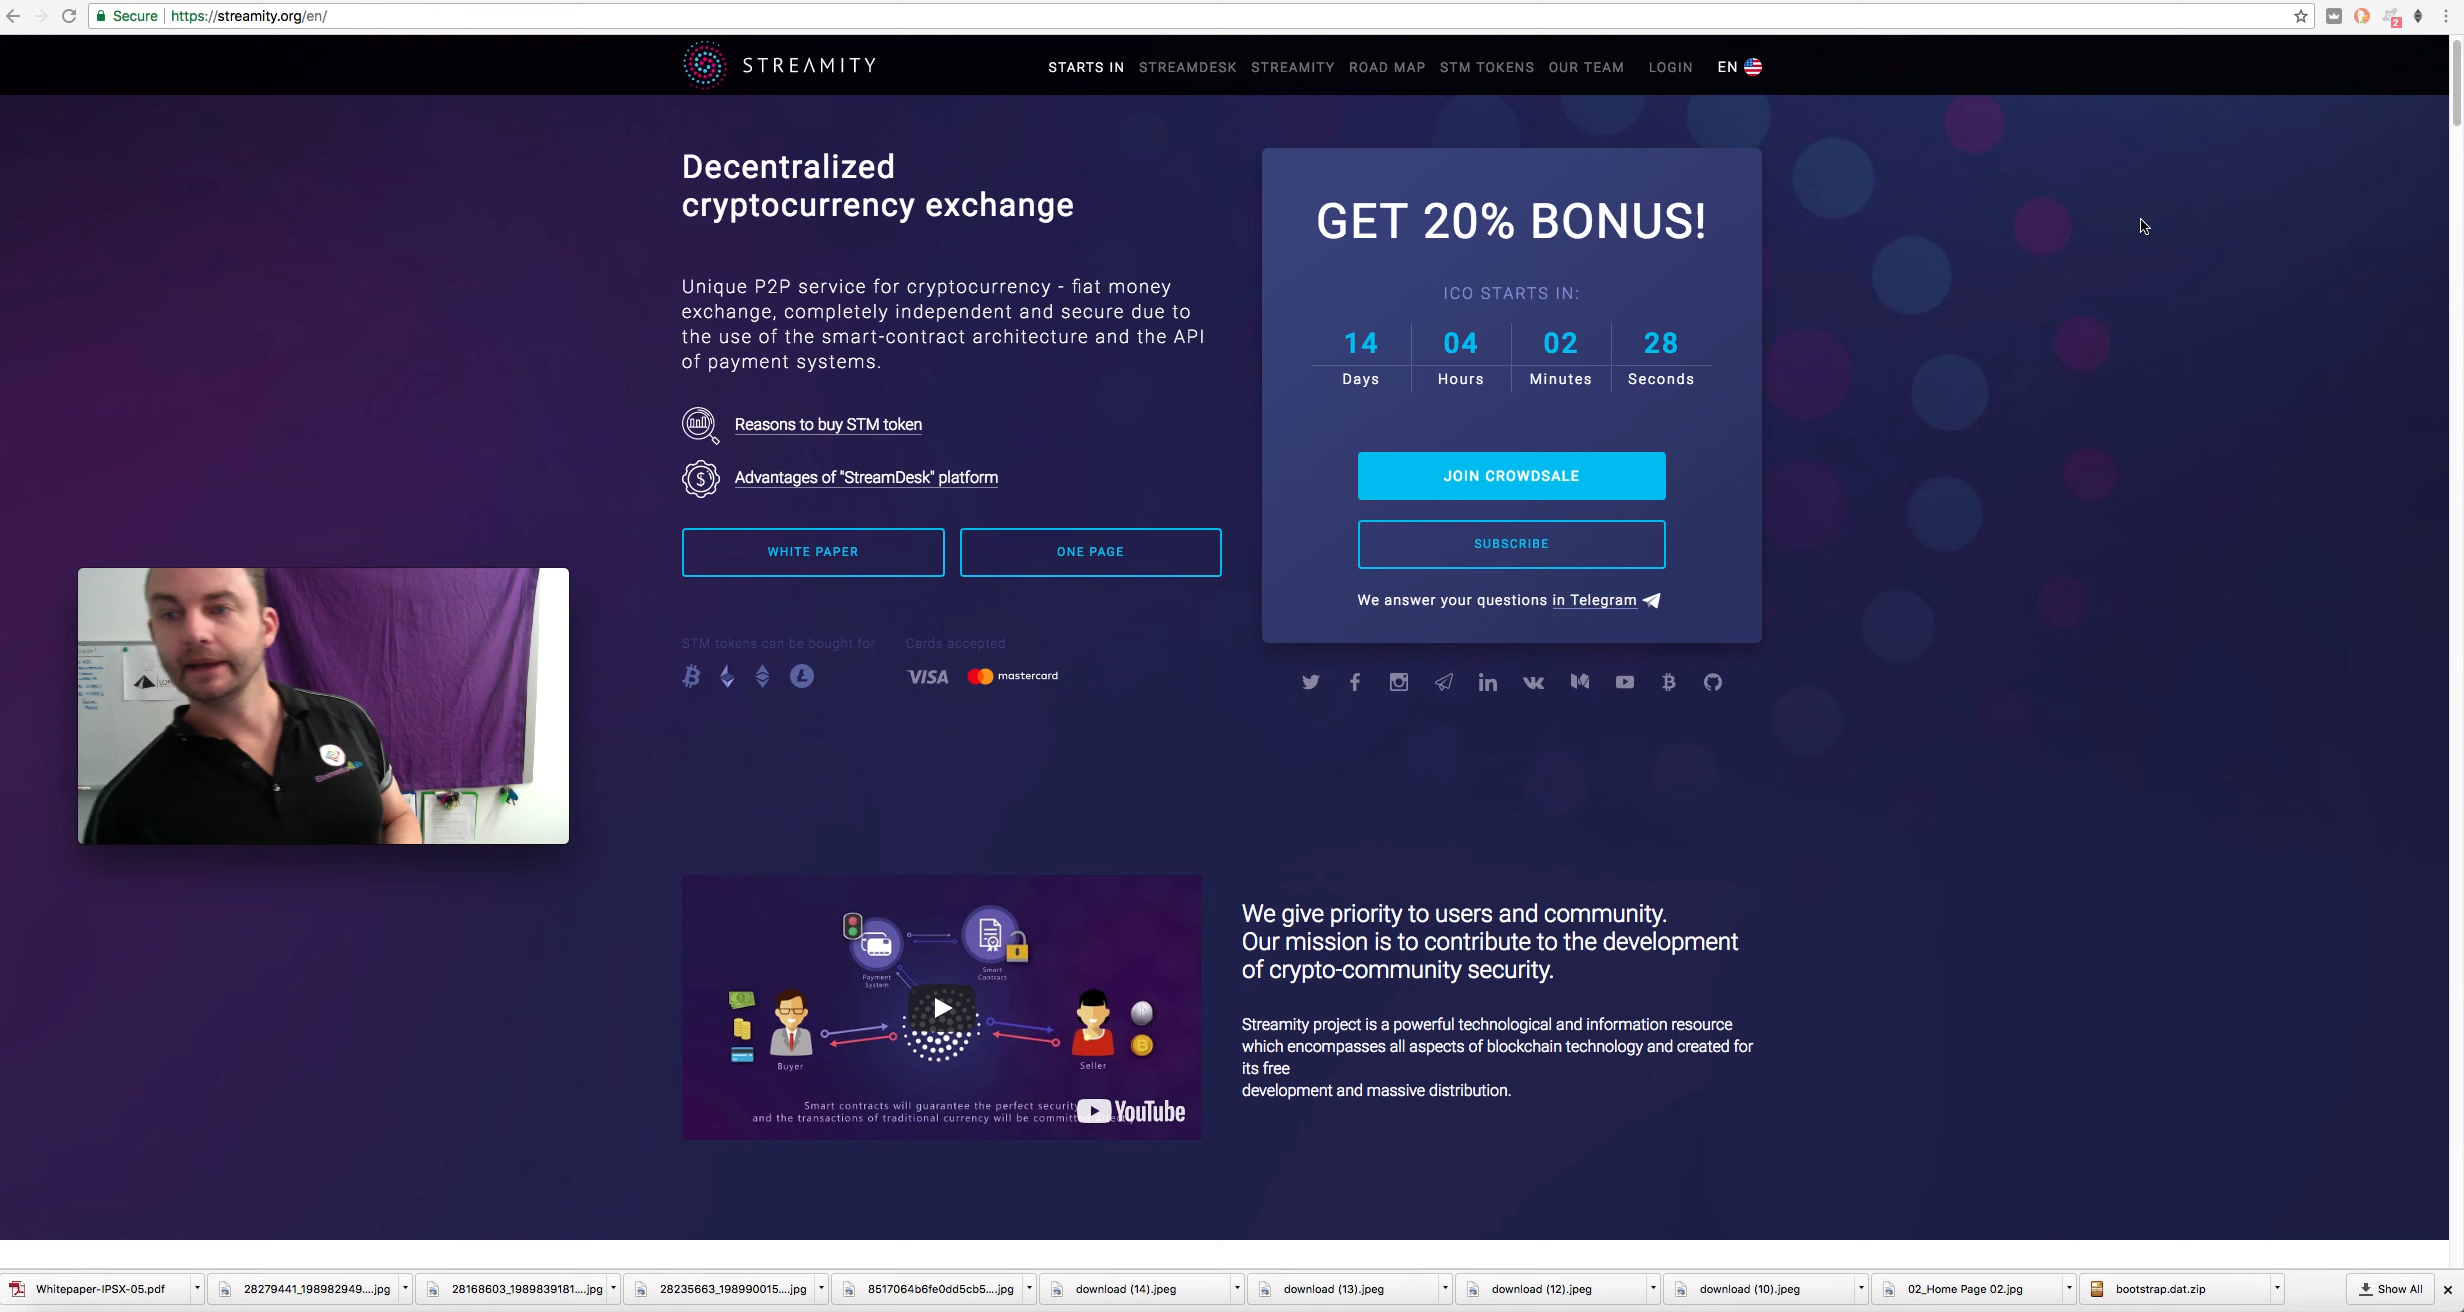 Secure https://streamity.org/en/
STREAMITY
STARTS IN STREAMDESK STREAMITY ROAD MAP STM TOKENS OUR TEAM LOGIN EN
Decentralized
cryptocurrency exchange
Unique P2P service for cryptocurrency - fiat money
exchange, completely independent and secure due to
the use of the smart-contract architecture and the API
of payment systems.
Reasons to buy STM token
Advantages of "StreamDesk" platform
WHITE PAPER ONE PAGE
STM tokens can be bought for Cards accepted
VISA mastercard
GET 20% BONUS!
ICO STARTS IN:
14 04 02 28
Days Hours Minutes Seconds
JOIN CROWDSALE
SUBSCRIBE
We answer your questions in Telegram
Payment
System
Smart
Contract
Buyer
Seller
Smart contracts will guarantee the perfect security
and the transactions of traditional currency will be
YouTube
We give priority to users and community.
Our mission is to contribute to the development
of crypto-community security.
Streamity project is a powerful technological and information resource
which encompasses all aspects of blockchain technology and created for
its free
development and massive distribution.
Whitepaper-IPSX-05.pdf 28279441_198982949....jpg 28168603_1989839181....jpg 28235663_198990015....jpg 8517064b6fe0dd5cb5....jpg download (14).jpeg download (13).jpeg download (12).jpeg download (10).jpeg 02_Home Page 02.jpg bootstrap.dat.zip Show All